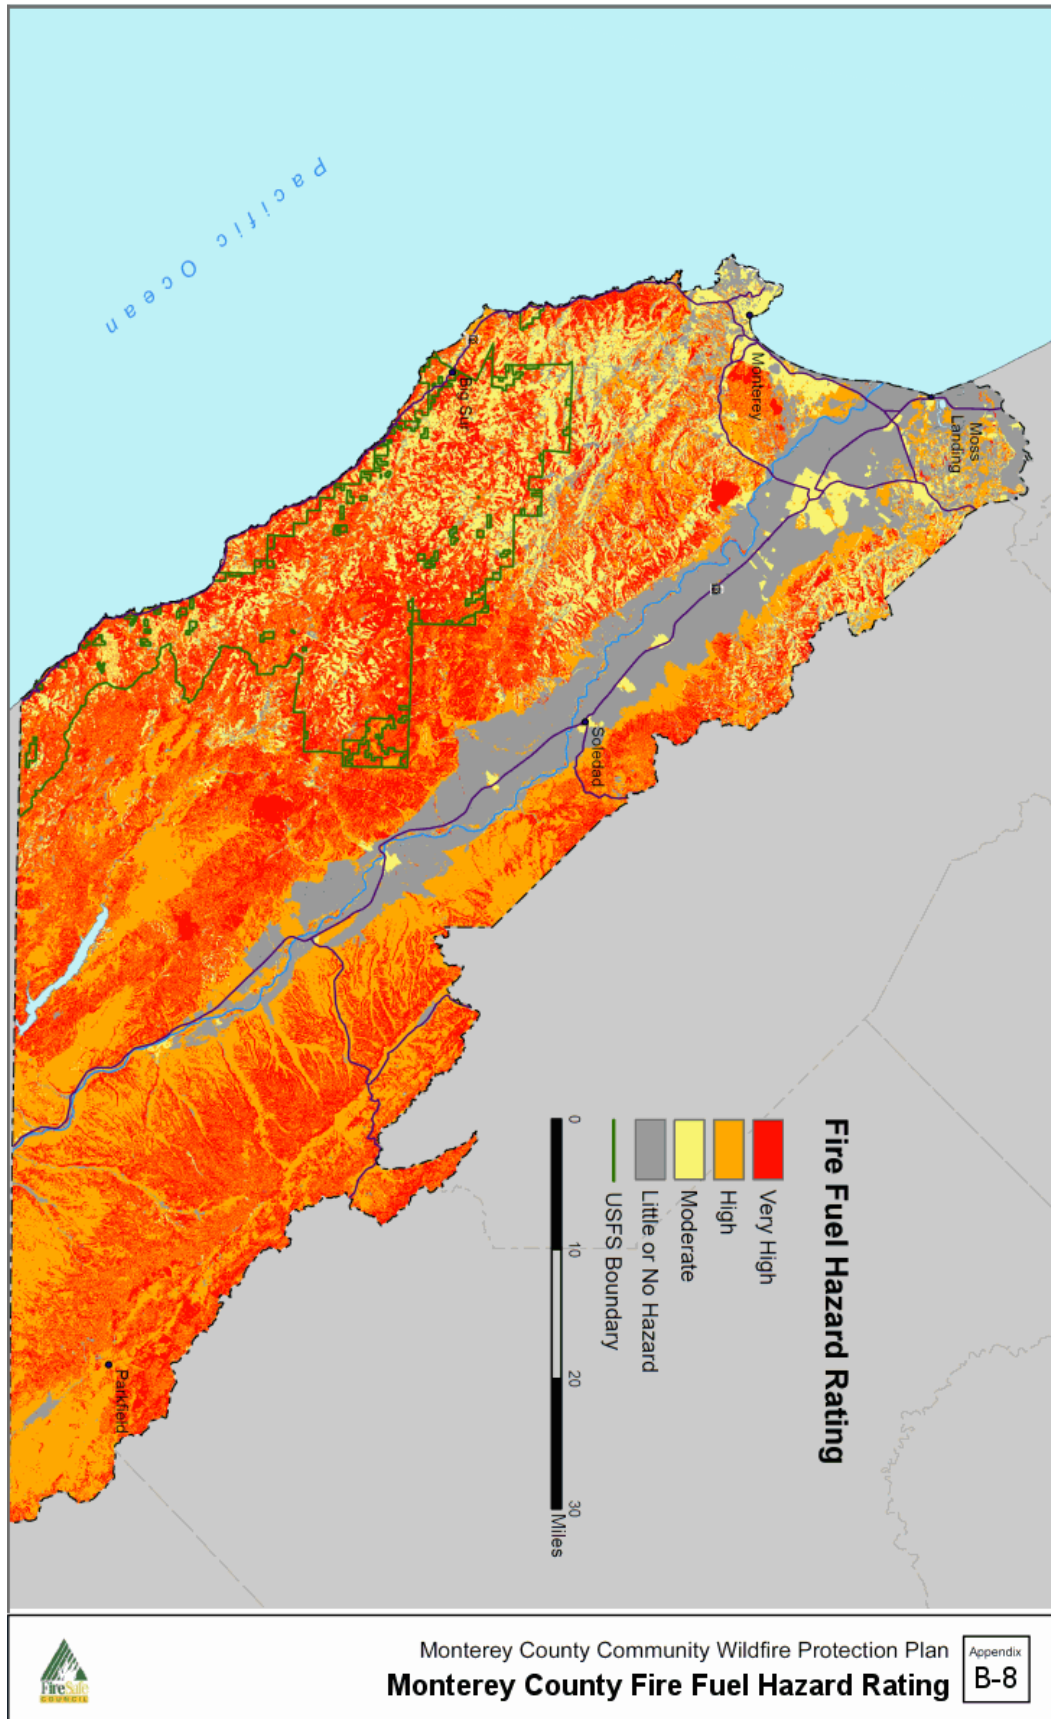 Pacific Ocean
Moss
Landing
Monterey
Big Sur
Soledad
Parkfield
Fire Fuel Hazard Rating
Very High
High
Moderate
Little or No Hazard
USFS Boundary
0 10 20 30
Miles
FireSafe
COUNCIL
Monterey County Community Wildfire Protection Plan
Monterey County Fire Fuel Hazard Rating
Appendix
B-8